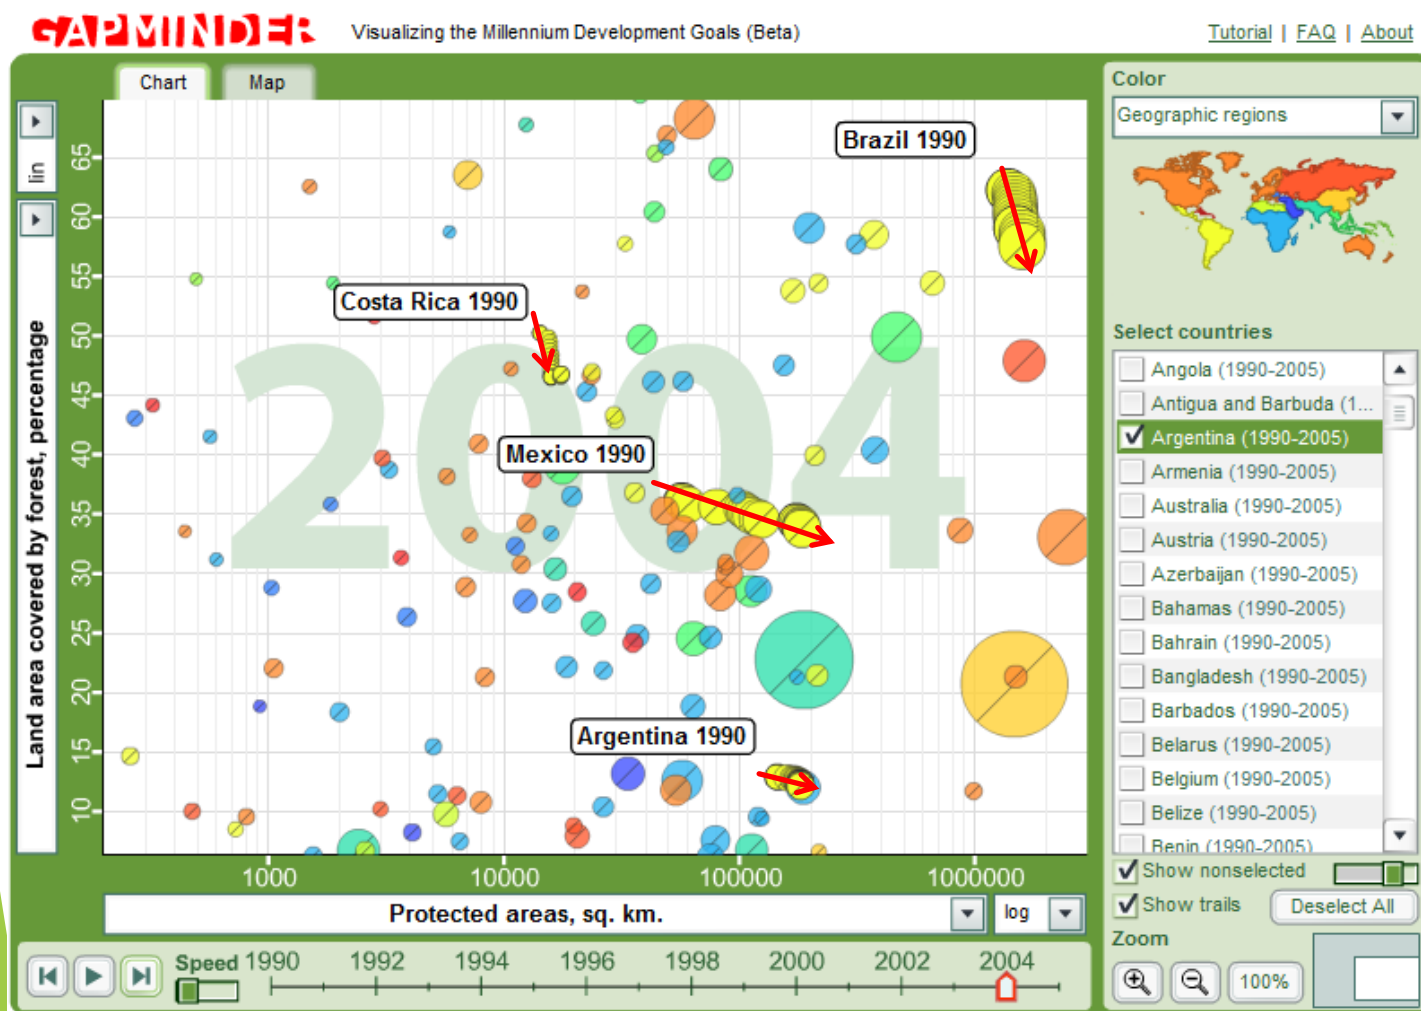 GAPMINDER
Visualizing the Millennium Development Goals (Beta)
Tutorial | FAQ | About
Chart
Map
Color
Geographic regions
lin
Land area covered by forest, percentage
65
60
55
50
45
40
35
30
25
20
15
10
2004
Brazil 1990
Costa Rica 1990
Mexico 1990
Argentina 1990
1000
10000
100000
1000000
Protected areas, sq. km.
log
Select countries
Angola (1990-2005)
Antigua and Barbuda (1...
Argentina (1990-2005)
Armenia (1990-2005)
Australia (1990-2005)
Austria (1990-2005)
Azerbaijan (1990-2005)
Bahamas (1990-2005)
Bahrain (1990-2005)
Bangladesh (1990-2005)
Barbados (1990-2005)
Belarus (1990-2005)
Belgium (1990-2005)
Belize (1990-2005)
Benin (1990-2005)
Show nonselected
Show trails
Deselect All
Zoom
100%
Speed
1990 1992 1994 1996 1998 2000 2002 2004